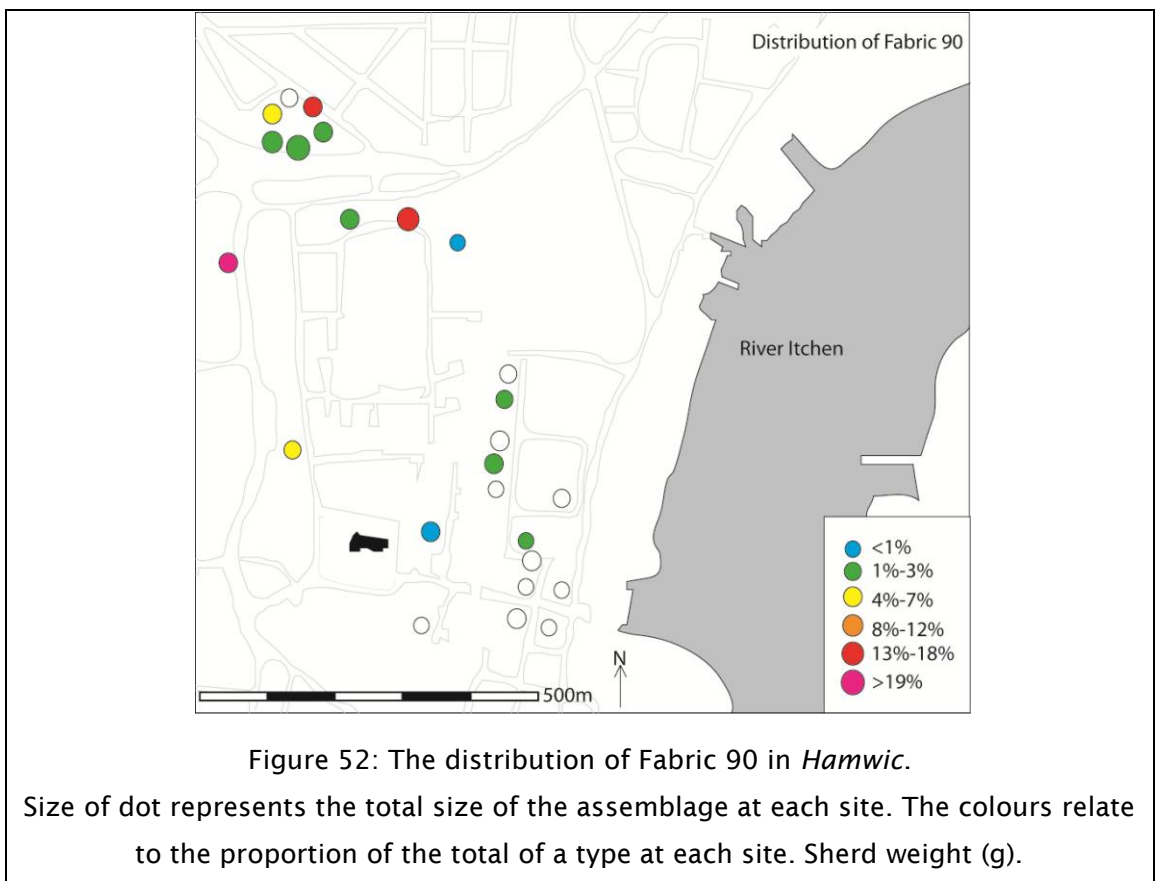 Distribution of Fabric 90
River Itchen
<1%
1%-3%
4%-7%
8%-12%
13%-18%
>19%
N
500m
Figure 52: The distribution of Fabric 90 in Hamwic.
Size of dot represents the total size of the assemblage at each site. The colours relate
to the proportion of the total of a type at each site. Sherd weight (g).